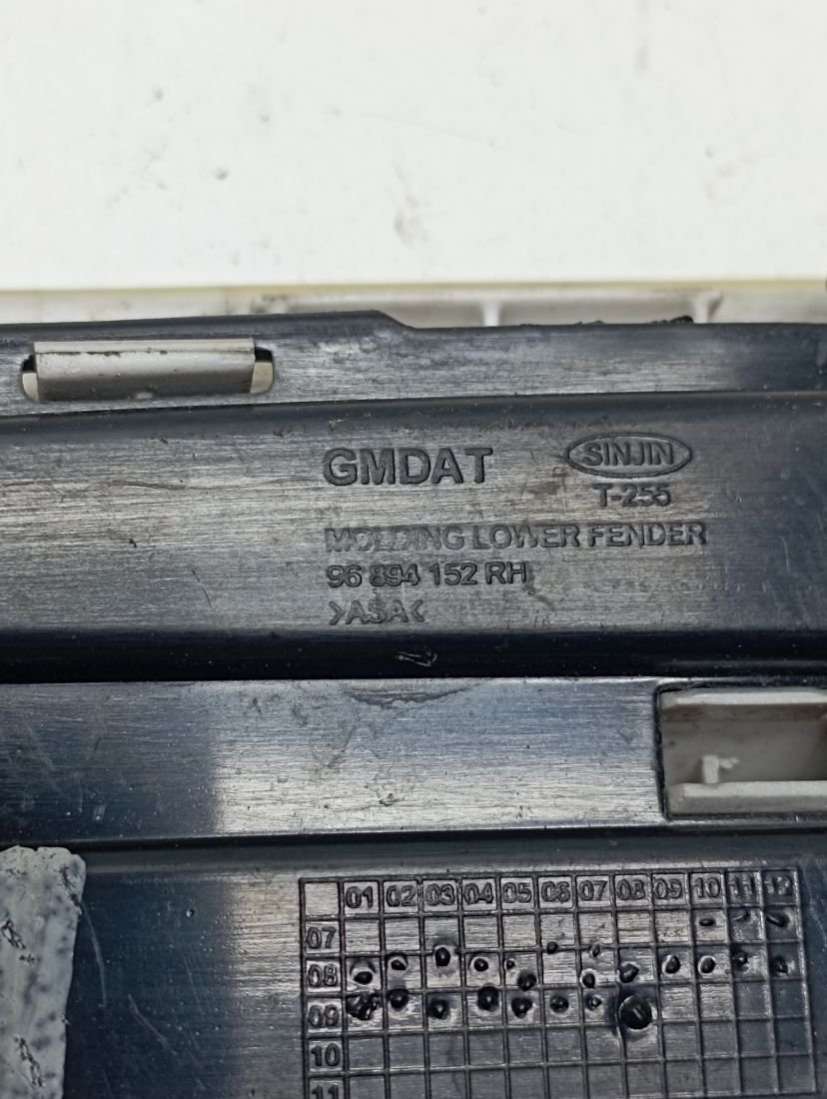 GMDAT SINJIN
T-255
MOLDING LOWER FENDER
96 894 152 RH
>ASA<
01 02 03 04 05 06 07 08 09 10 11 12
07
08
09
10
11